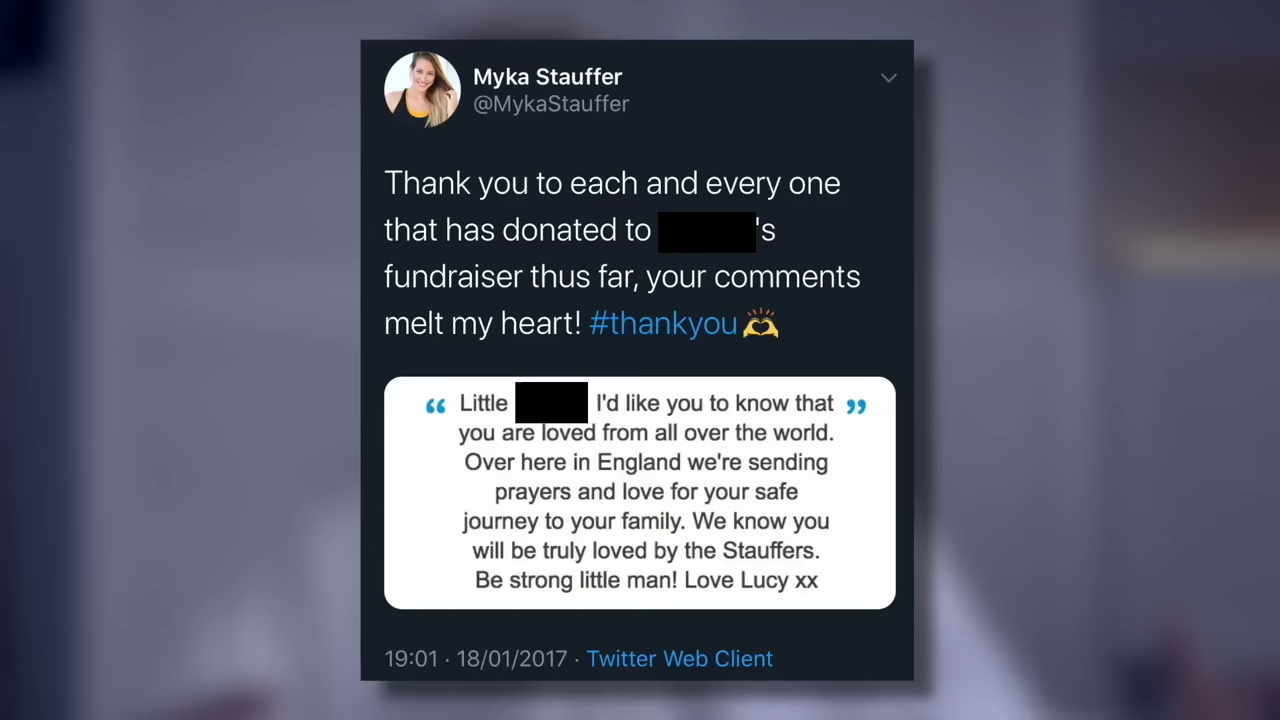 Myka Stauffer
@MykaStauffer
Thank you to each and every one
that has donated to 's
fundraiser thus far, your comments
melt my heart! #thankyou
“ Little I'd like you to know that ”
you are loved from all over the world.
Over here in England we're sending
prayers and love for your safe
journey to your family. We know you
will be truly loved by the Stauffers.
Be strong little man! Love Lucy xx
19:01 · 18/01/2017 · Twitter Web Client